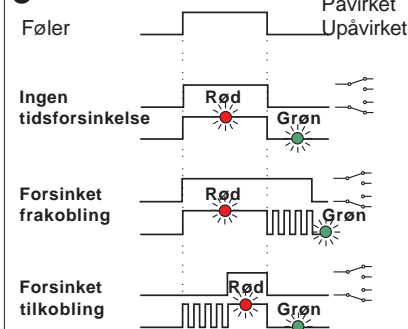 Påvirket
Føler
Upåvirket
Ingen
tidsforsinkelse
Rød
Grøn
Forsinket
frakobling
Rød
Grøn
Forsinket
tilkobling
Rød
Grøn